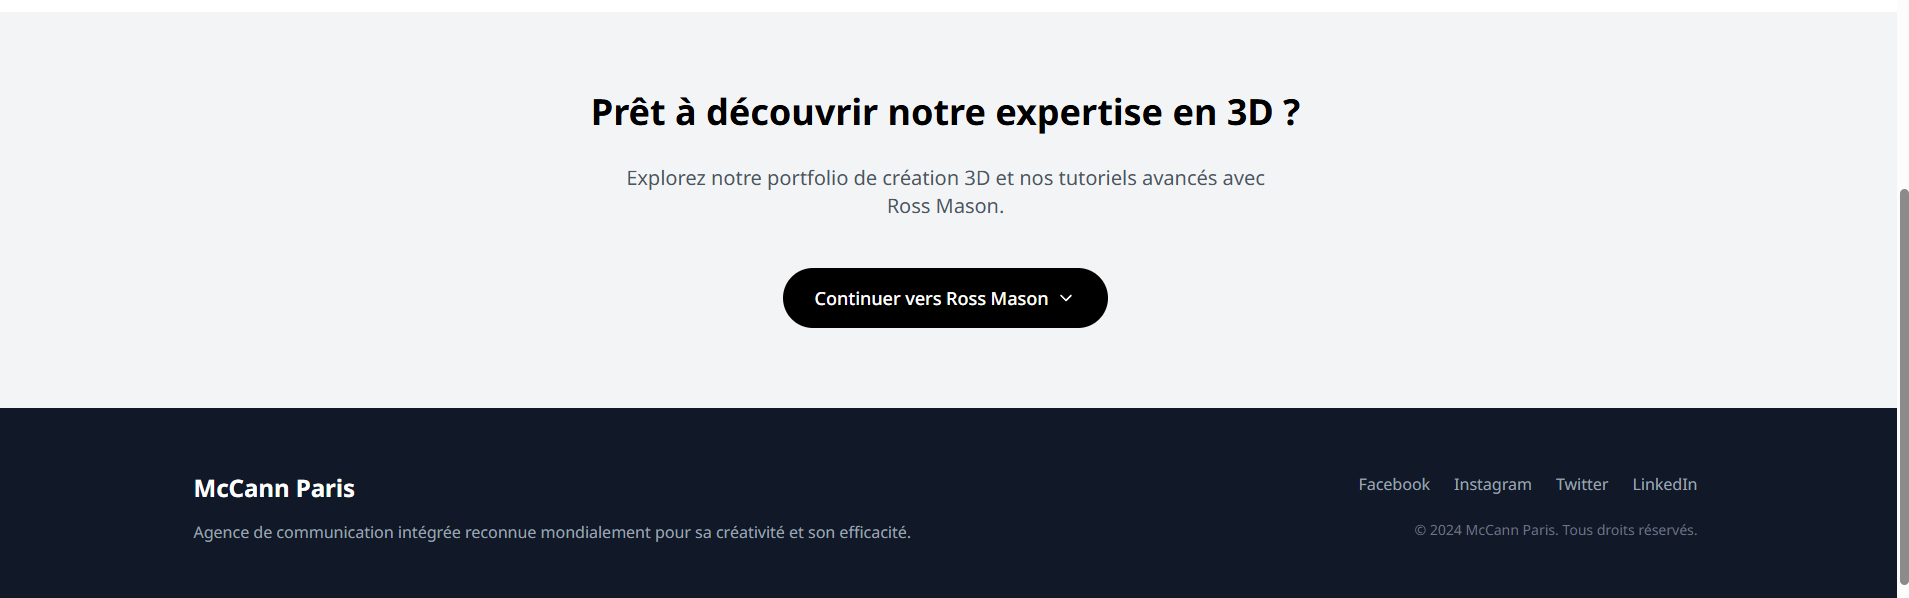 Prêt à découvrir notre expertise en 3D ?
Explorez notre portfolio de création 3D et nos tutoriels avancés avec
Ross Mason.
Continuer vers Ross Mason
McCann Paris
Facebook Instagram Twitter LinkedIn
Agence de communication intégrée reconnue mondialement pour sa créativité et son efficacité.
© 2024 McCann Paris. Tous droits réservés.